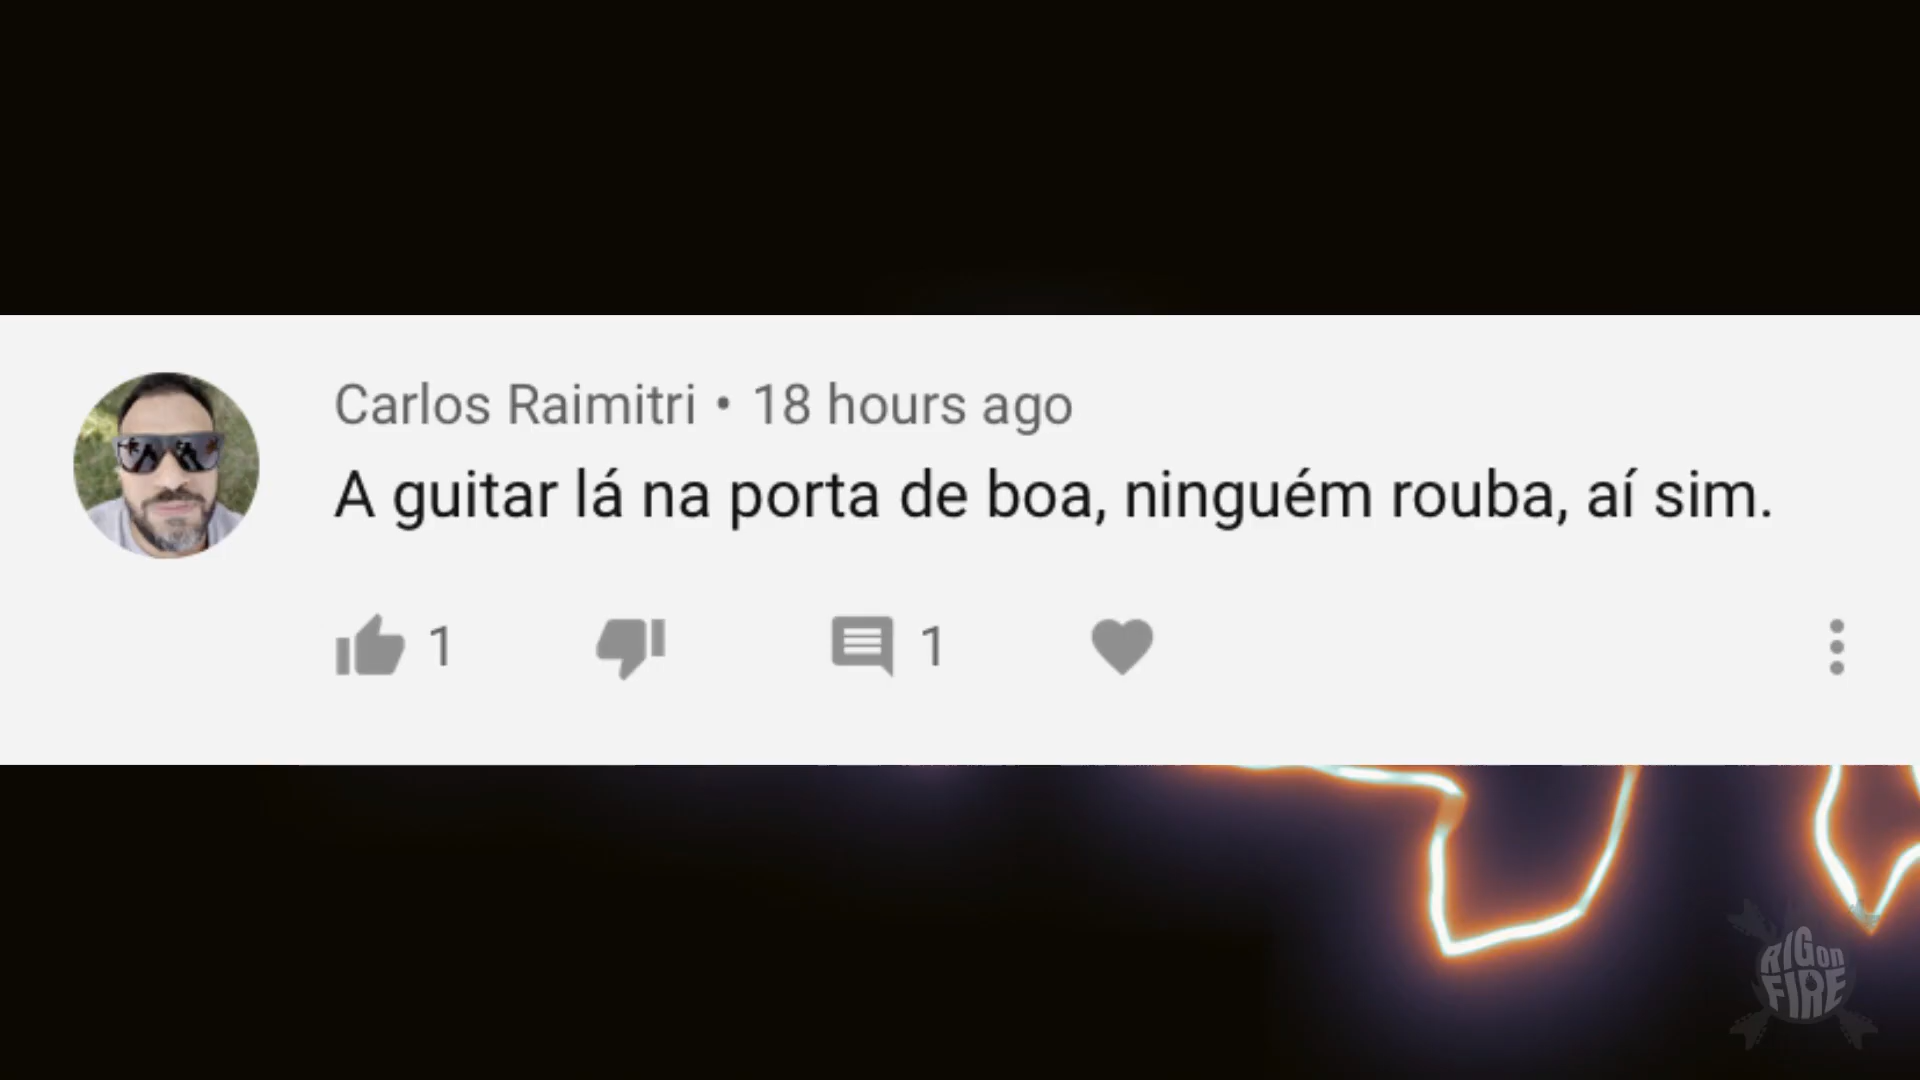 Carlos Raimitri • 18 hours ago
A guitar lá na porta de boa, ninguém rouba, aí sim.
1 1
RIG on
FIRE